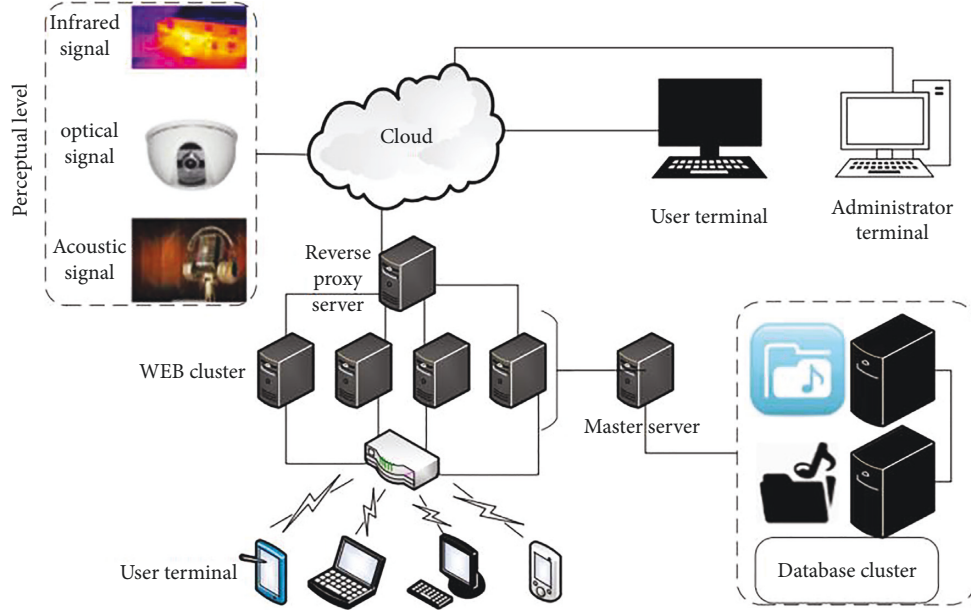 Perceptual level
Infrared
signal
optical
signal
Acoustic
signal
Cloud
User terminal
Administrator
terminal
Reverse
proxy
server
WEB cluster
Master server
User terminal
Database cluster